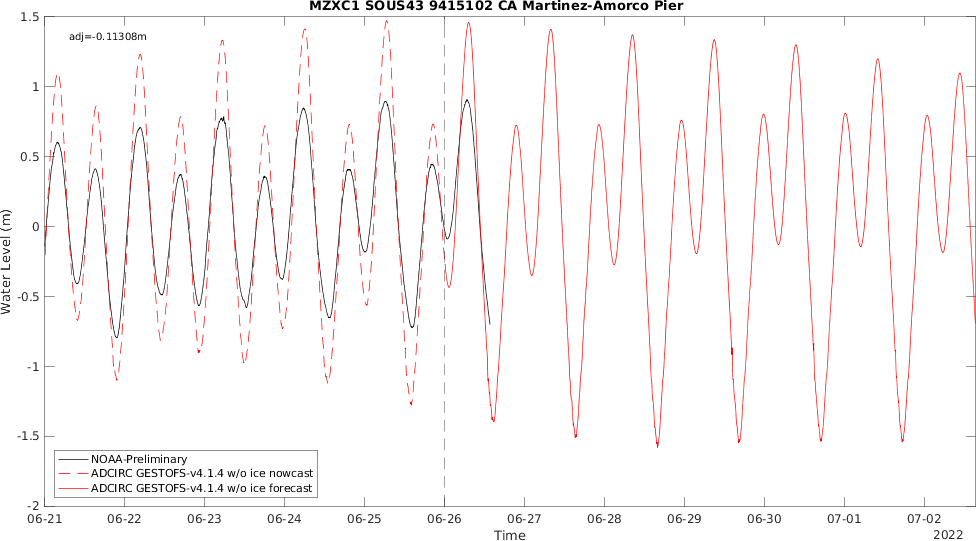 MZXC1 SOUS43 9415102 CA Martinez-Amorco Pier
adj=-0.11308m
1.5
1
0.5
0
-0.5
-1
-1.5
-2
Water Level (m)
NOAA-Preliminary
ADCIRC GESTOFS-v4.1.4 w/o ice nowcast
ADCIRC GESTOFS-v4.1.4 w/o ice forecast
06-21 06-22 06-23 06-24 06-25 06-26 06-27 06-28 06-29 06-30 07-01 07-02
Time
2022